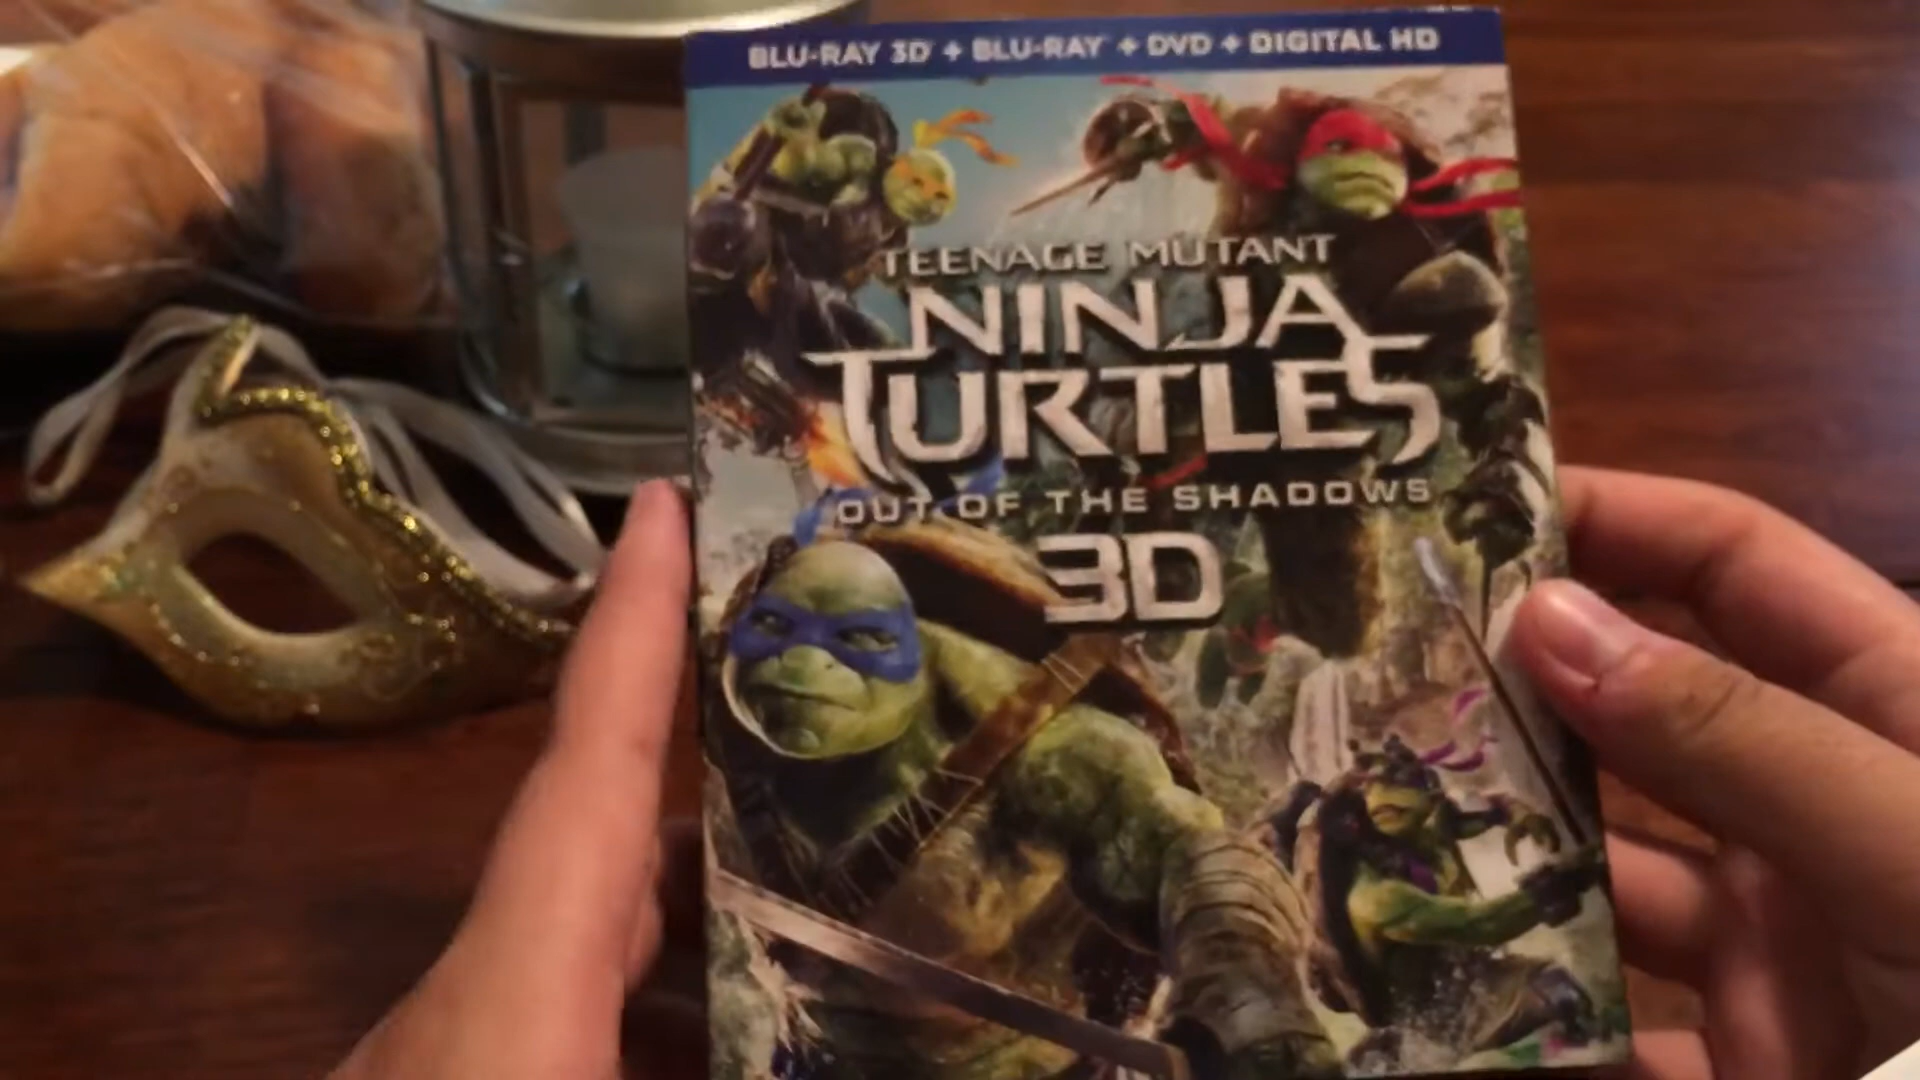 BLU-RAY 3D + BLU-RAY + DVD + DIGITAL HD
TEENAGE MUTANT
NINJA
TURTLES
OUT OF THE SHADOWS
3D